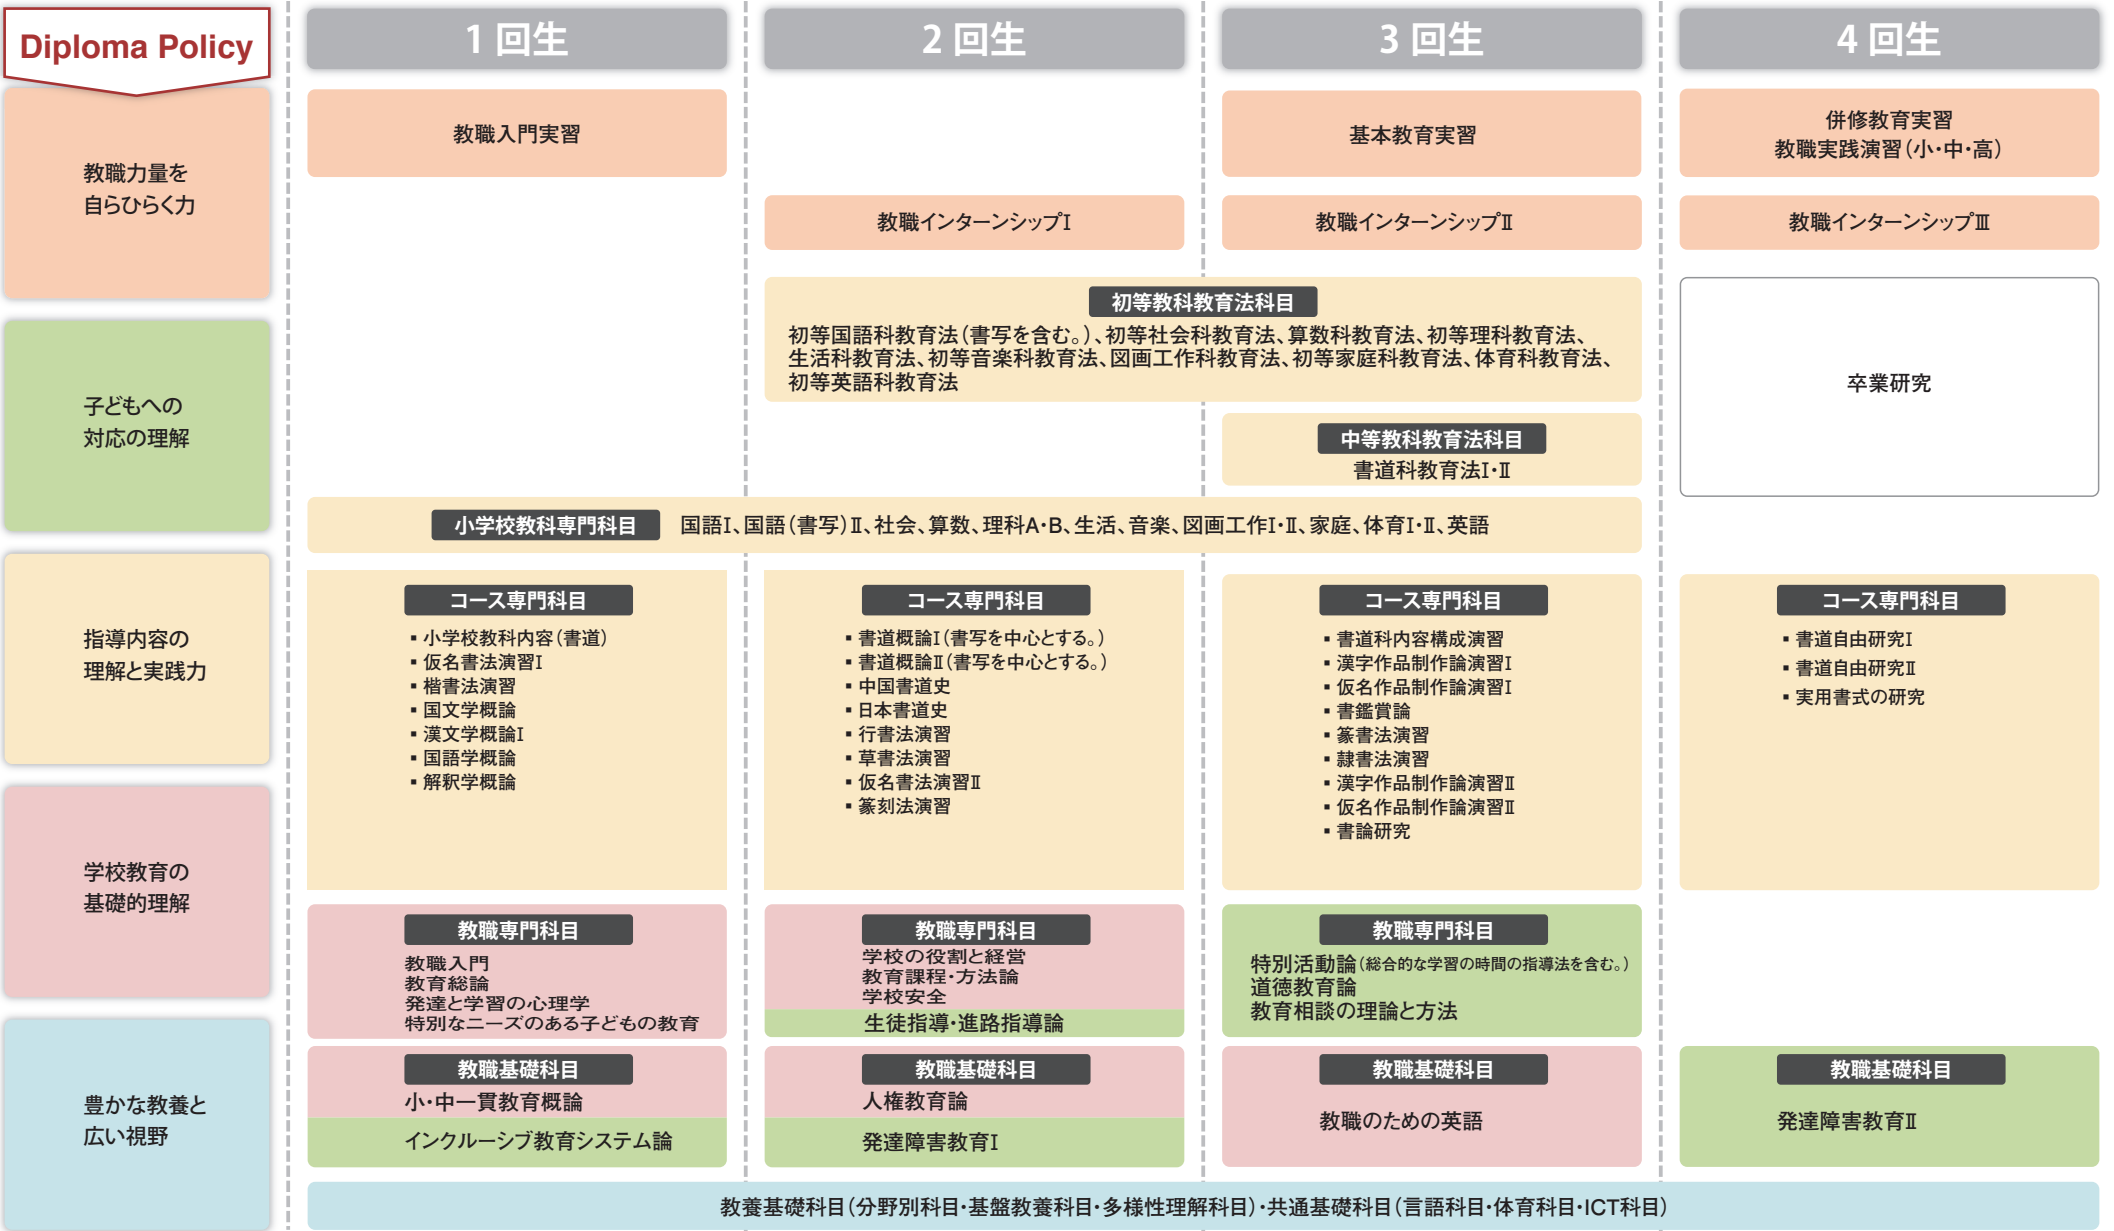 Diploma Policy
1 回生
2 回生
3 回生
4 回生
教職力量を
自らひらく力
子どもへの
対応の理解
指導内容の
理解と実践力
学校教育の
基礎的理解
豊かな教養と
広い視野
教職入門実習
基本教育実習
併修教育実習
教職実践演習（小・中・高）
教職インターンシップⅠ
教職インターンシップⅡ
教職インターンシップⅢ
初等教科教育法科目
初等国語科教育法（書写を含む。）、初等社会科教育法、算数科教育法、初等理科教育法、
生活科教育法、初等音楽科教育法、図画工作科教育法、初等家庭科教育法、体育科教育法、
初等英語科教育法
卒業研究
中等教科教育法科目
書道科教育法Ⅰ・Ⅱ
小学校教科専門科目 国語Ⅰ、国語（書写）Ⅱ、社会、算数、理科A・B、生活、音楽、図画工作Ⅰ・Ⅱ、家庭、体育Ⅰ・Ⅱ、英語
コース専門科目
▪ 小学校教科内容（書道）
▪ 仮名書法演習Ⅰ
▪ 楷書法演習
▪ 国文学概論
▪ 漢文学概論Ⅰ
▪ 国語学概論
▪ 解釈学概論
コース専門科目
▪ 書道概論Ⅰ（書写を中心とする。）
▪ 書道概論Ⅱ（書写を中心とする。）
▪ 中国書道史
▪ 日本書道史
▪ 行書法演習
▪ 草書法演習
▪ 仮名書法演習Ⅱ
▪ 篆刻法演習
コース専門科目
▪ 書道科内容構成演習
▪ 漢字作品制作論演習Ⅰ
▪ 仮名作品制作論演習Ⅰ
▪ 書鑑賞論
▪ 篆書法演習
▪ 隷書法演習
▪ 漢字作品制作論演習Ⅱ
▪ 仮名作品制作論演習Ⅱ
▪ 書論研究
コース専門科目
▪ 書道自由研究Ⅰ
▪ 書道自由研究Ⅱ
▪ 実用書式の研究
教職専門科目
教職入門
教育総論
発達と学習の心理学
特別なニーズのある子どもの教育
教職専門科目
学校の役割と経営
教育課程・方法論
学校安全
生徒指導・進路指導論
教職専門科目
特別活動論（総合的な学習の時間の指導法を含む。）
道徳教育論
教育相談の理論と方法
教職基礎科目
小・中一貫教育概論
インクルーシブ教育システム論
教職基礎科目
人権教育論
発達障害教育Ⅰ
教職基礎科目
教職のための英語
教職基礎科目
発達障害教育Ⅱ
教養基礎科目（分野別科目・基盤教養科目・多様性理解科目）・共通基礎科目（言語科目・体育科目・ICT科目）